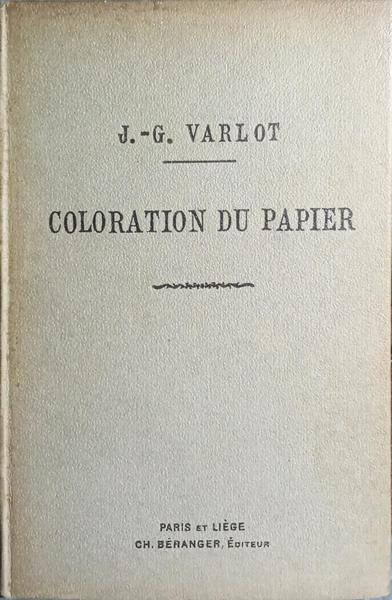 J.-G. VARLOT
COLORATION DU PAPIER
PARIS ET LIÈGE
CH. BÉRANGER, ÉDITEUR